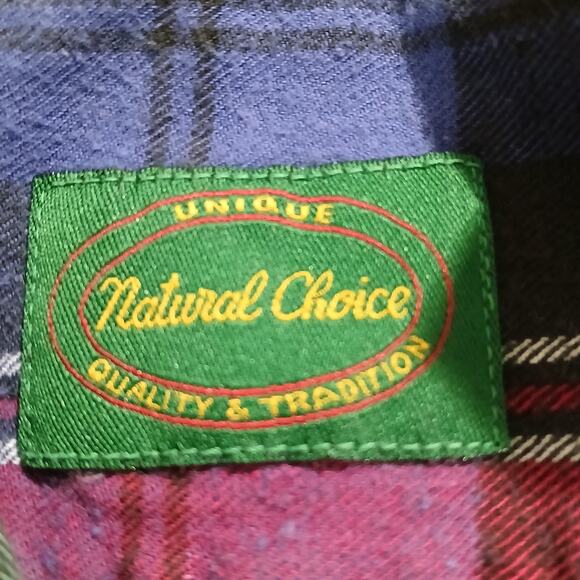 UNIQUE
Natural Choice
QUALITY & TRADITION